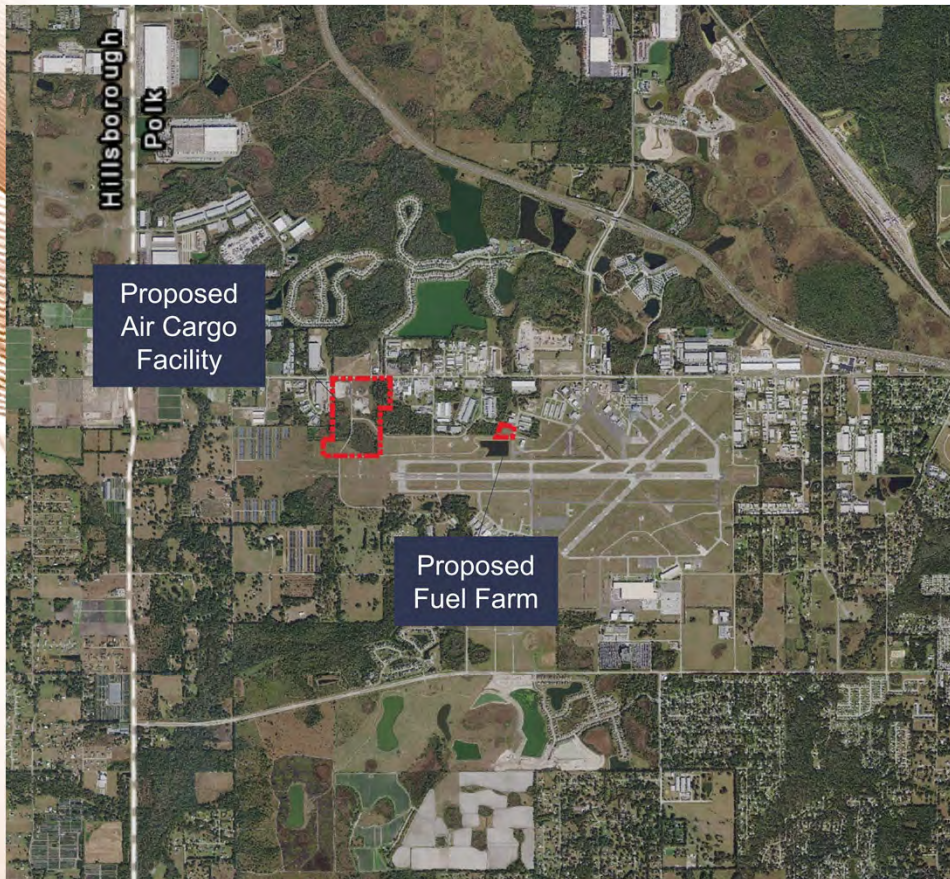 Hillsborough
Polk
Proposed
Air Cargo
Facility
Proposed
Fuel Farm